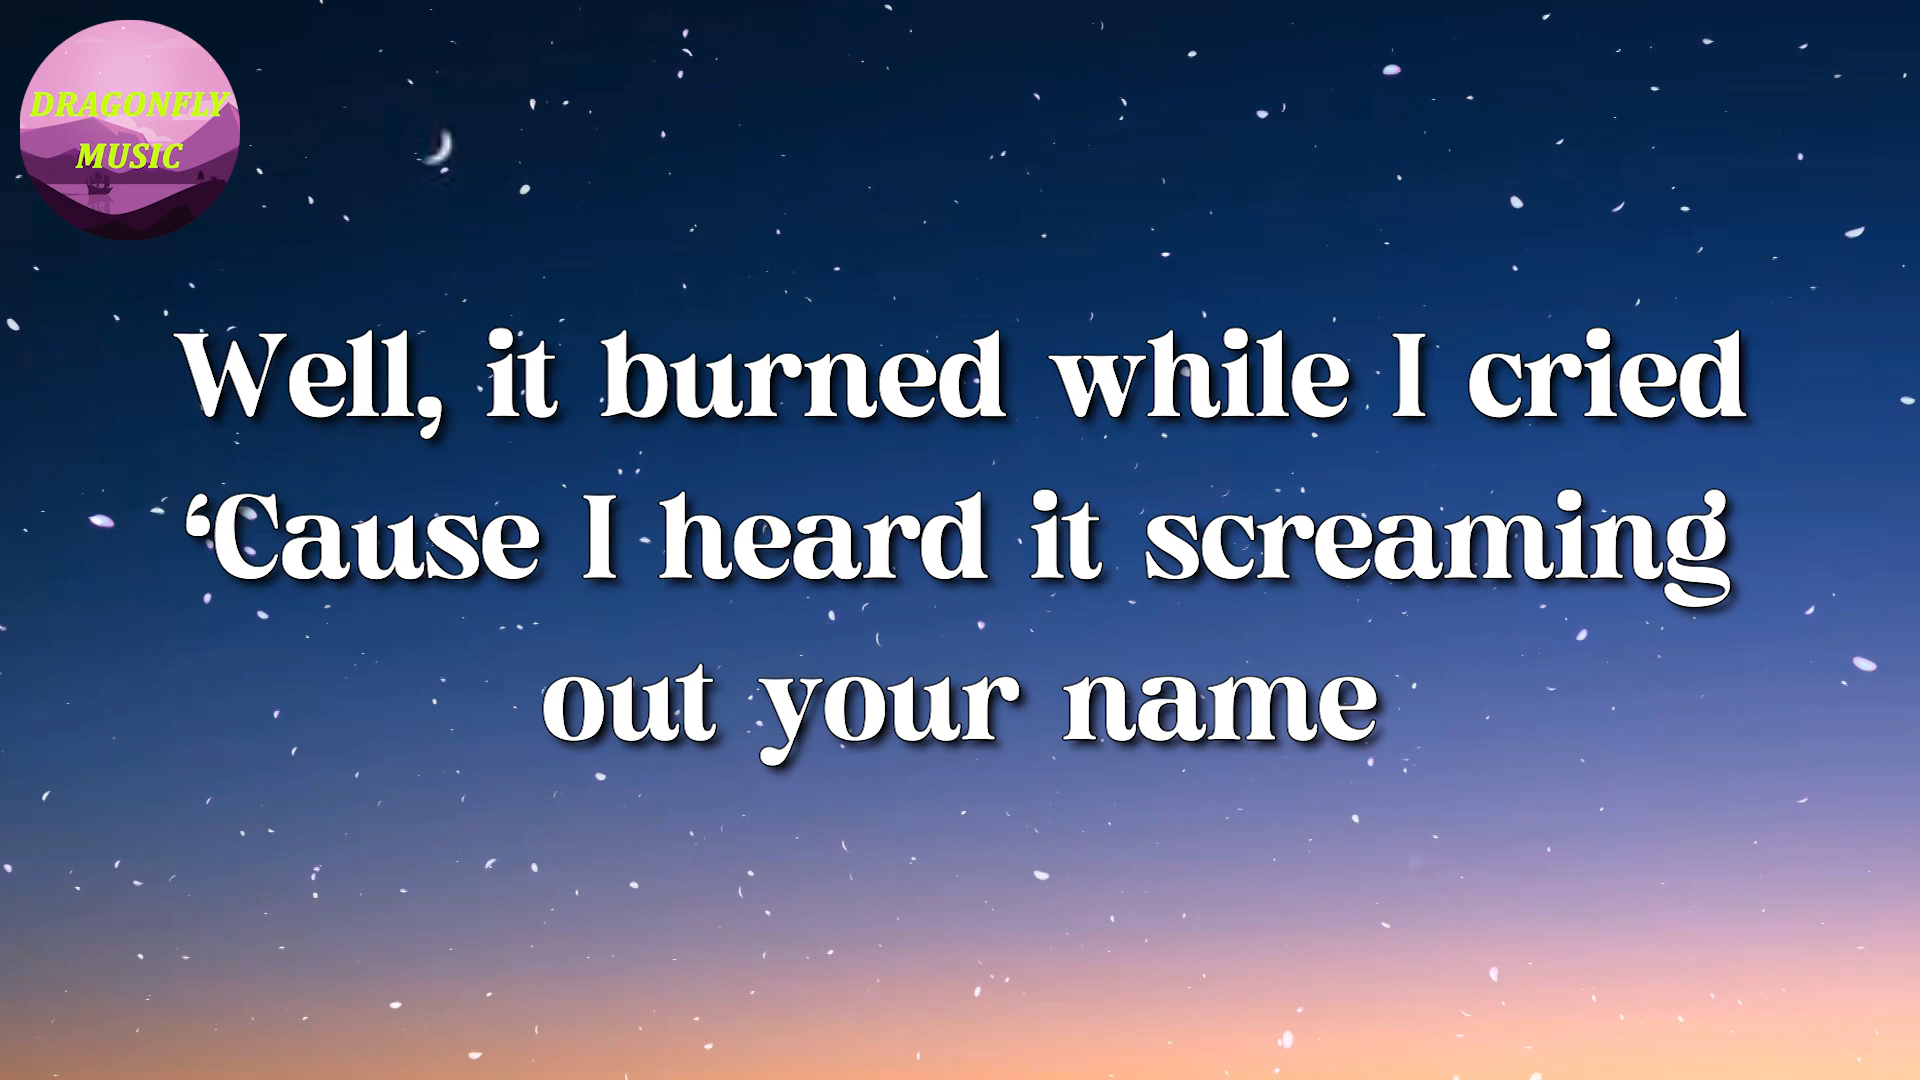 DRAGONFLY
MUSIC
Well, it burned while I cried
‘Cause I heard it screaming
out your name